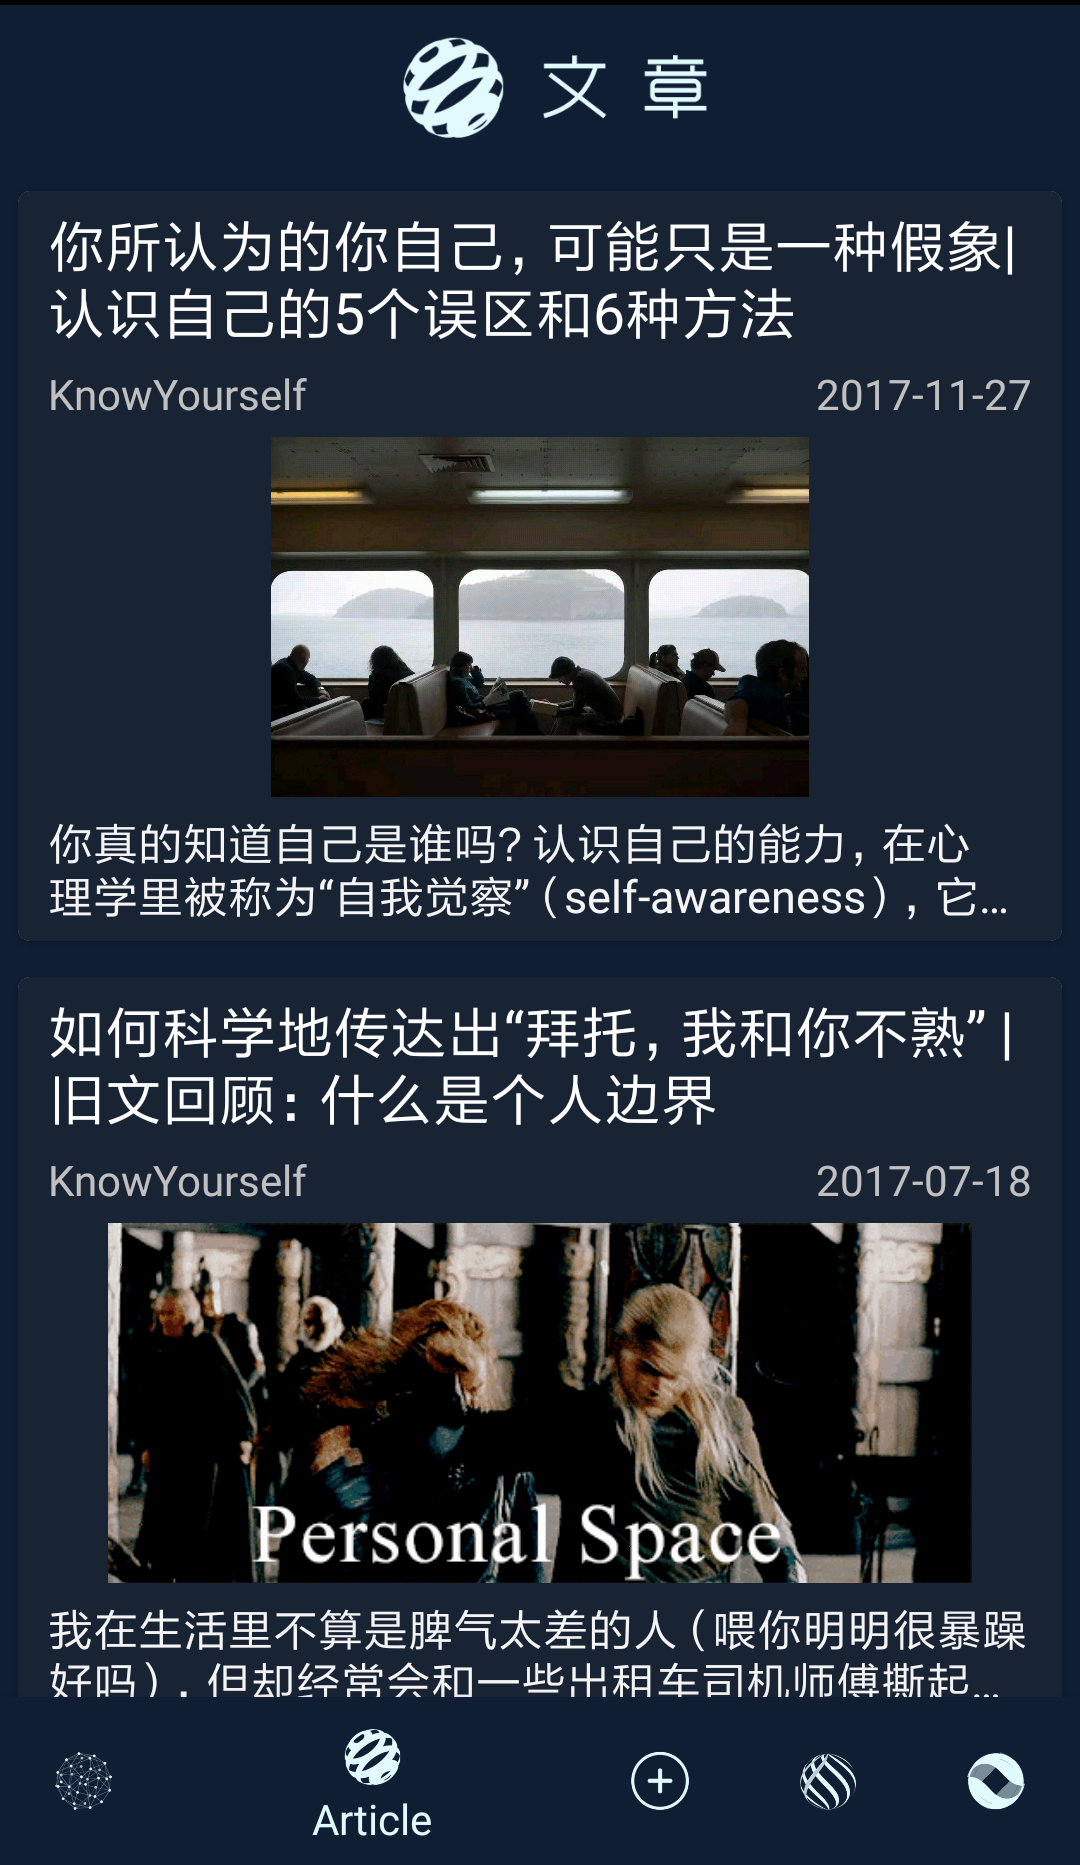 文章
你所认为的你自己，可能只是一种假象|
认识自己的5个误区和6种方法
KnowYourself 2017-11-27
你真的知道自己是谁吗？认识自己的能力，在心
理学里被称为“自我觉察”（self-awareness），它...
如何科学地传达出“拜托，我和你不熟” |
旧文回顾：什么是个人边界
KnowYourself 2017-07-18
Personal Space
我在生活里不算是脾气太差的人（喂你明明很暴躁
好吗），但却经常会和一些出租车司机师傅撕起...
Article